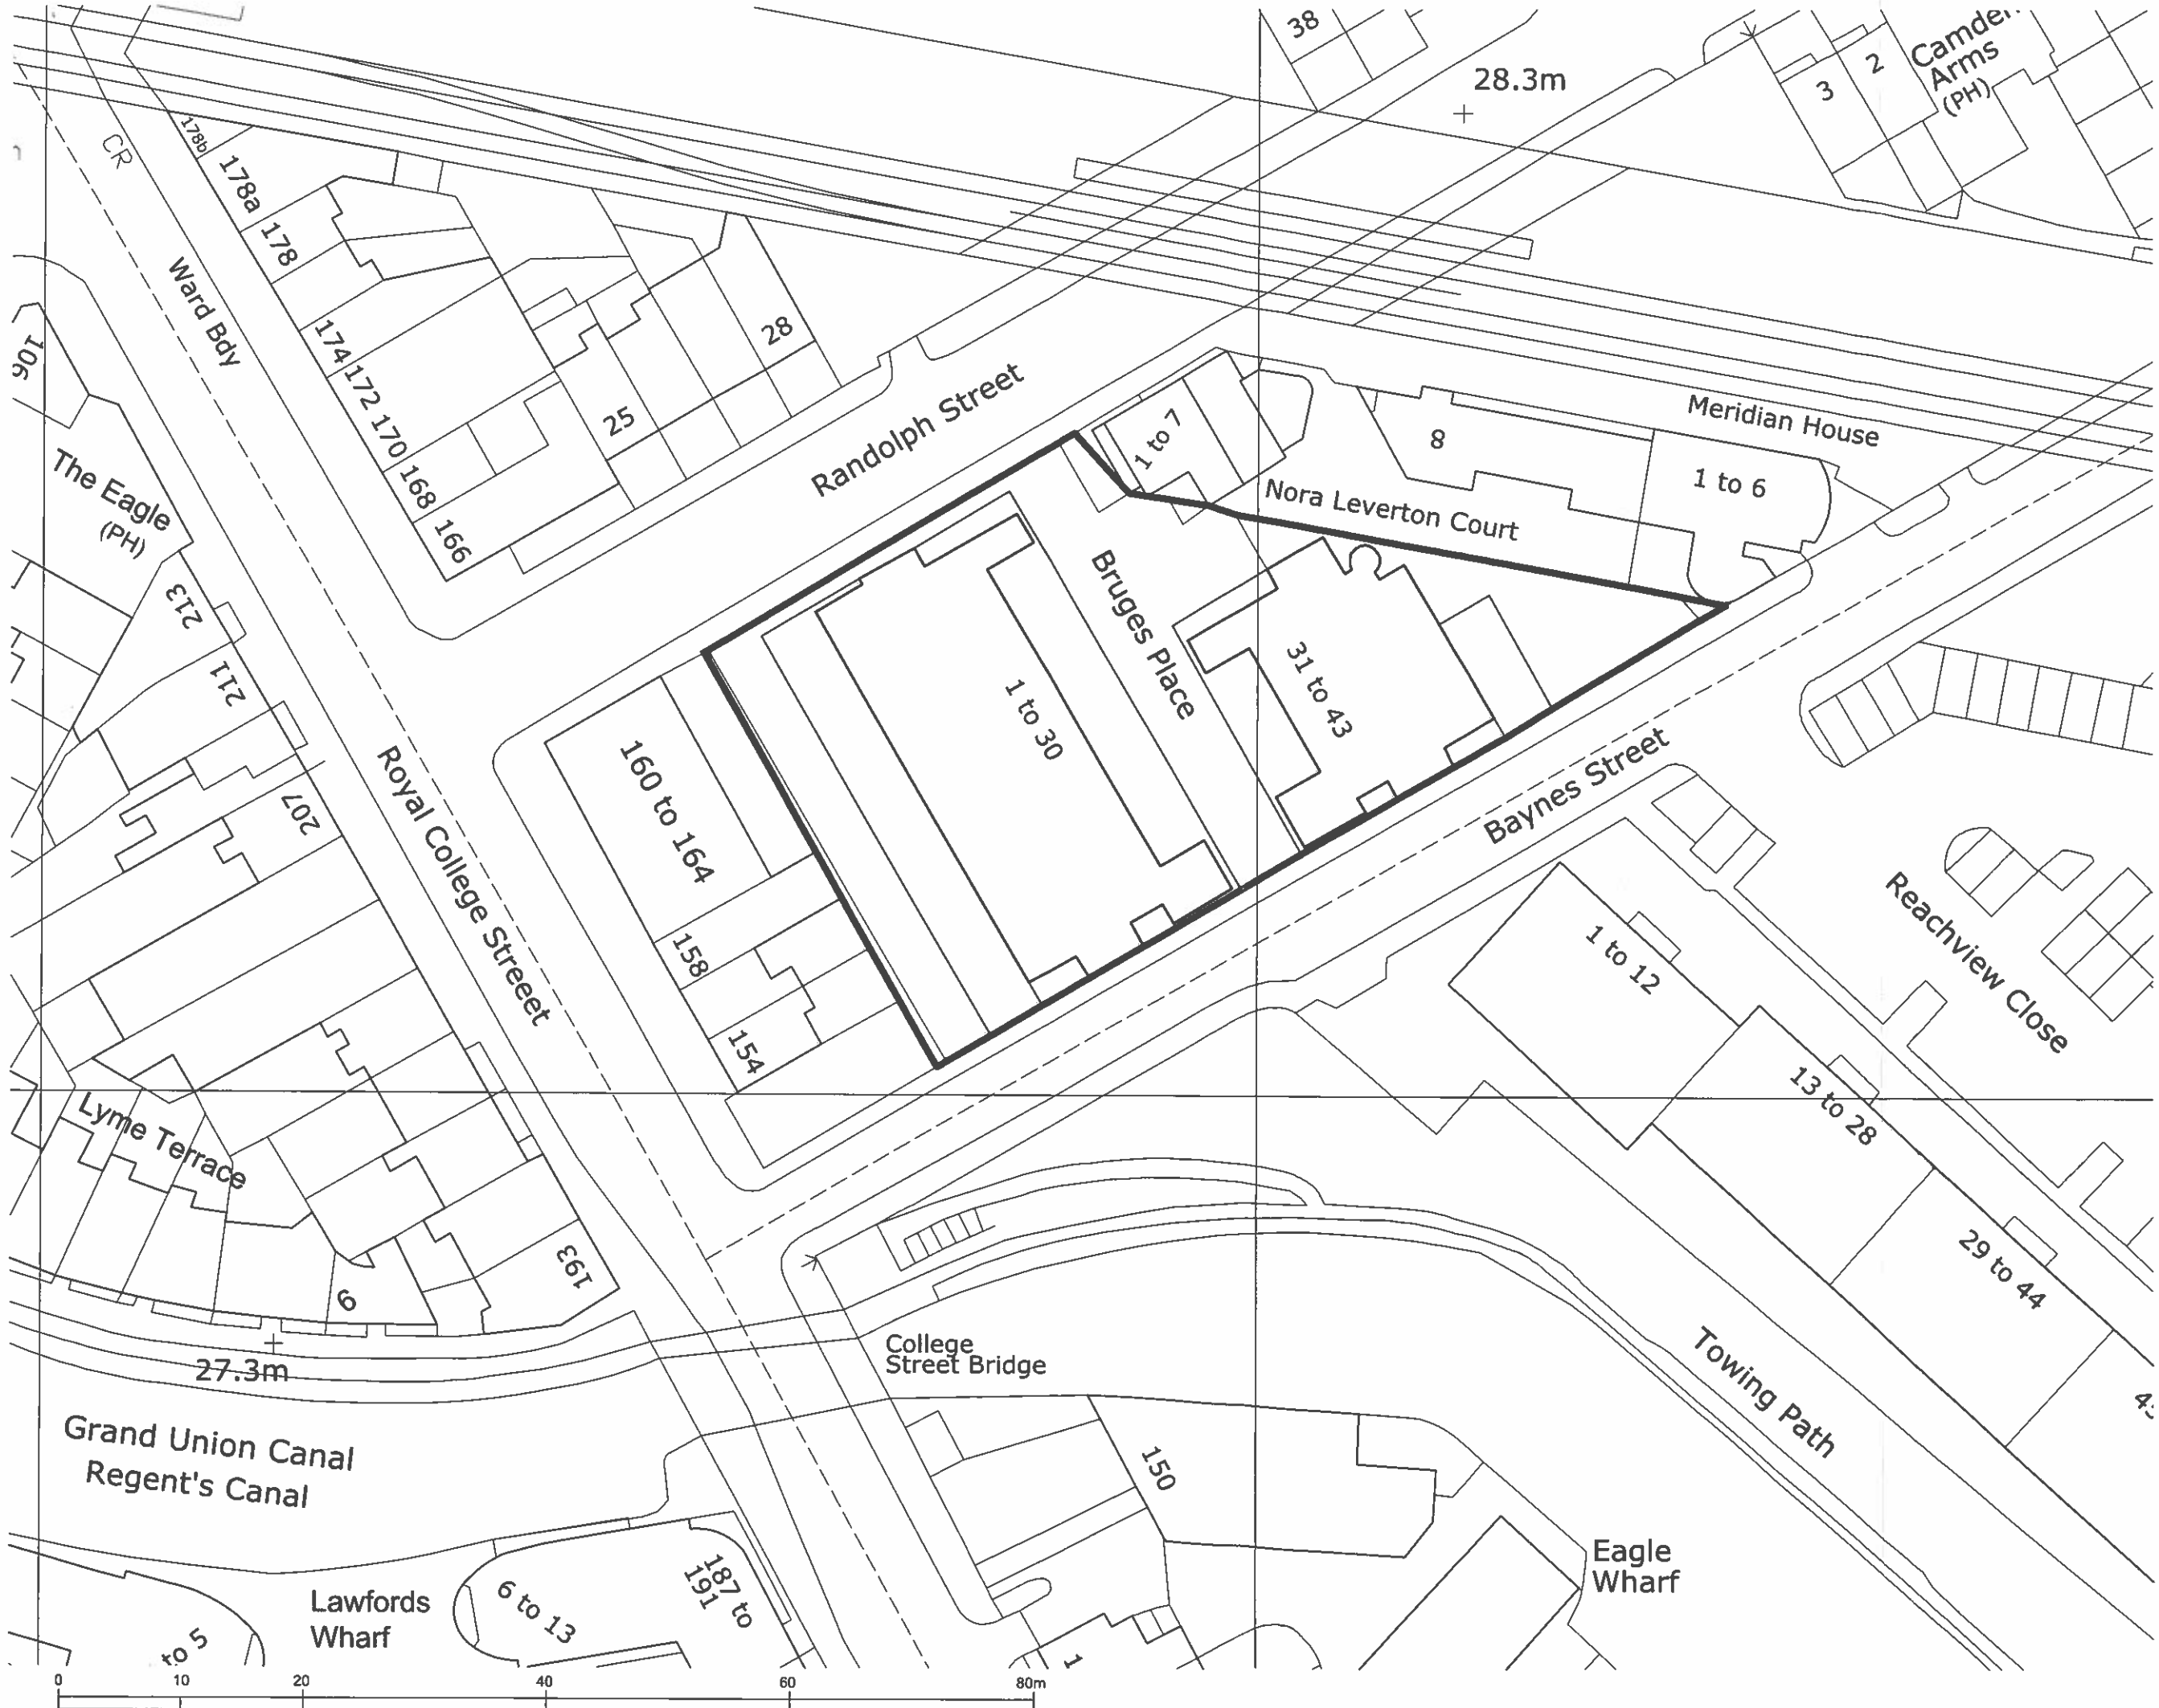 38
28.3m
3
2
Camden
Arms
(PH)
CR
178b
178a
178
Ward Bdy
174
172
170
168
166
28
25
106
The Eagle
(PH)
Randolph Street
1 to 7
8
Meridian House
1 to 6
Nora Leverton Court
Bruges Place
1 to 30
31 to 43
213
211
207
Royal College Streeet
160 to 164
158
154
Baynes Street
1 to 12
Reachview Close
13 to 28
29 to 44
Lyme Terrace
193
9
27.3m
College
Street Bridge
Towing Path
Grand Union Canal
Regent's Canal
150
Eagle
Wharf
Lawfords
Wharf
6 to 13
187 to
191
to 5
1
0
10
20
40
60
80m